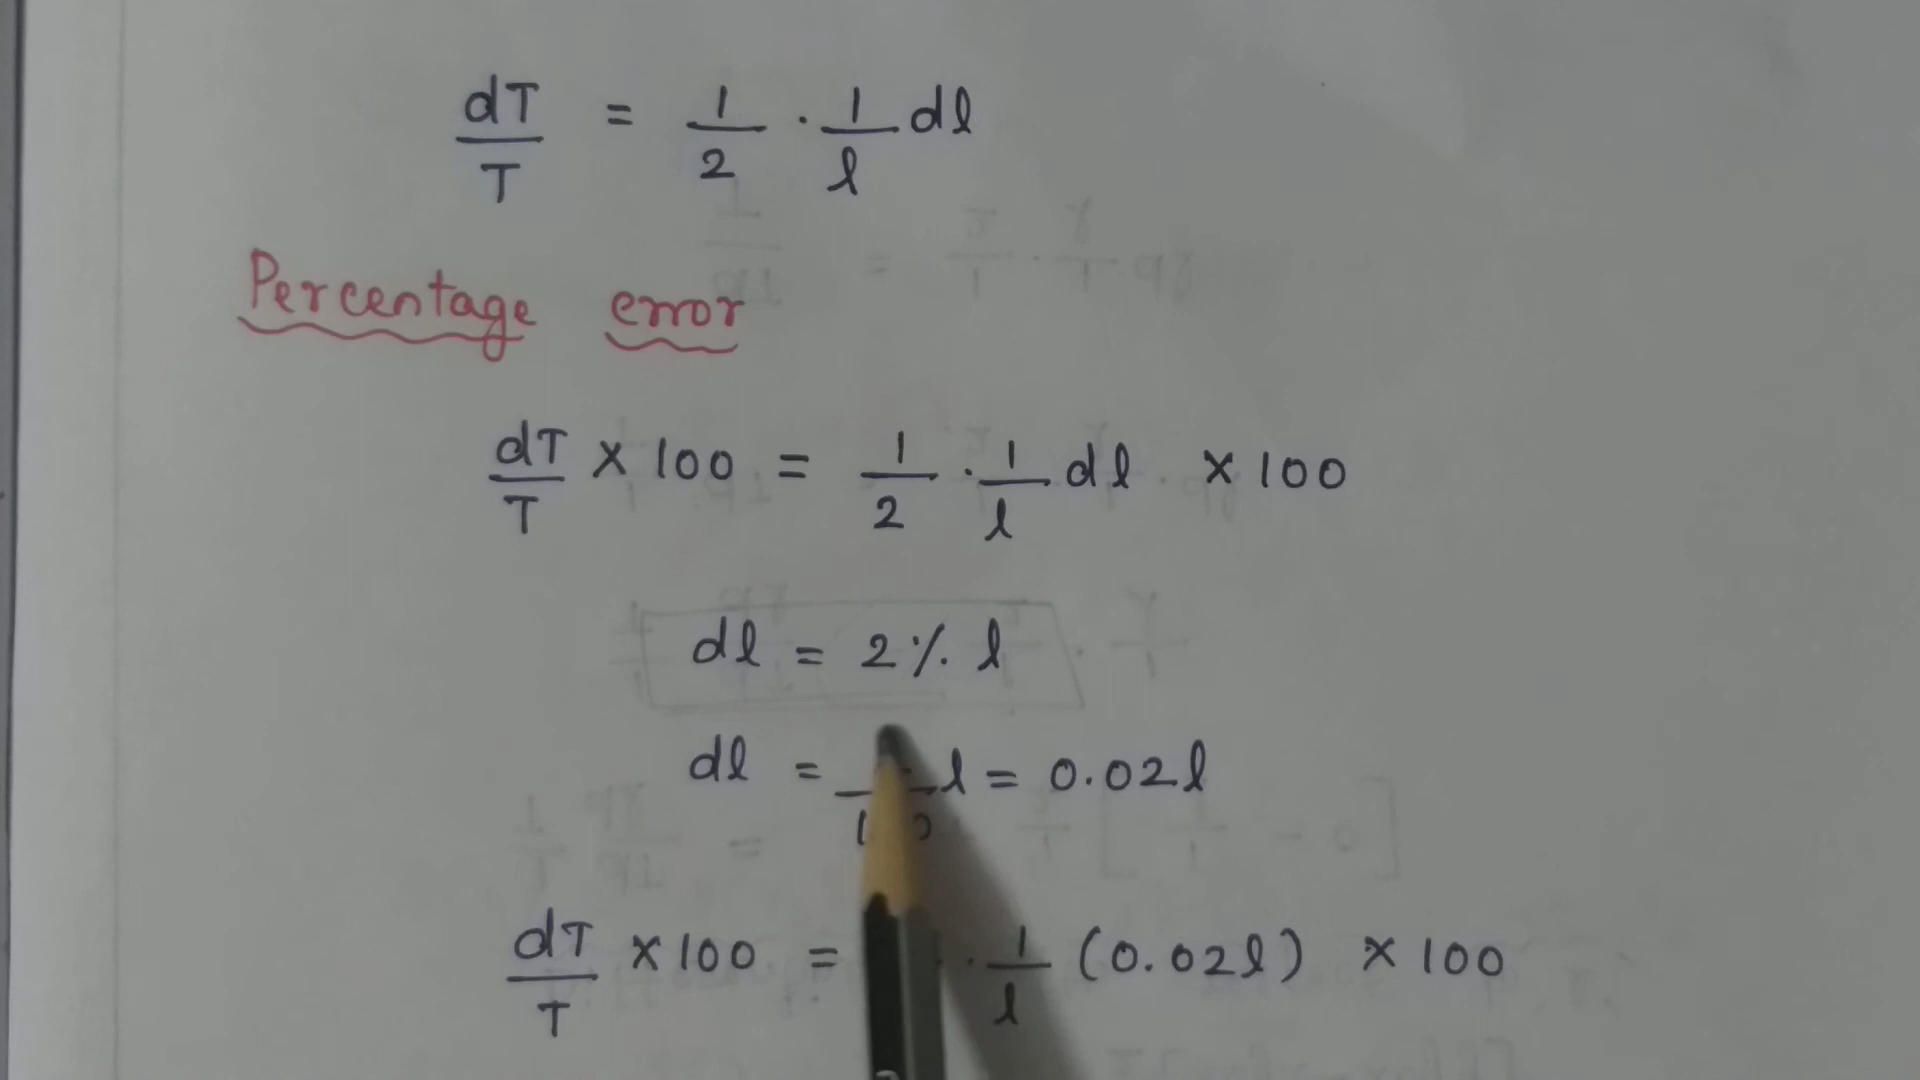 dT/T = 1/2 · 1/l dl
Percentage error
dT/T × 100 = 1/2 · 1/l dl × 100
dl = 2% l
dl = l = 0.02l
dT/T × 100 = · 1/l (0.02l) × 100